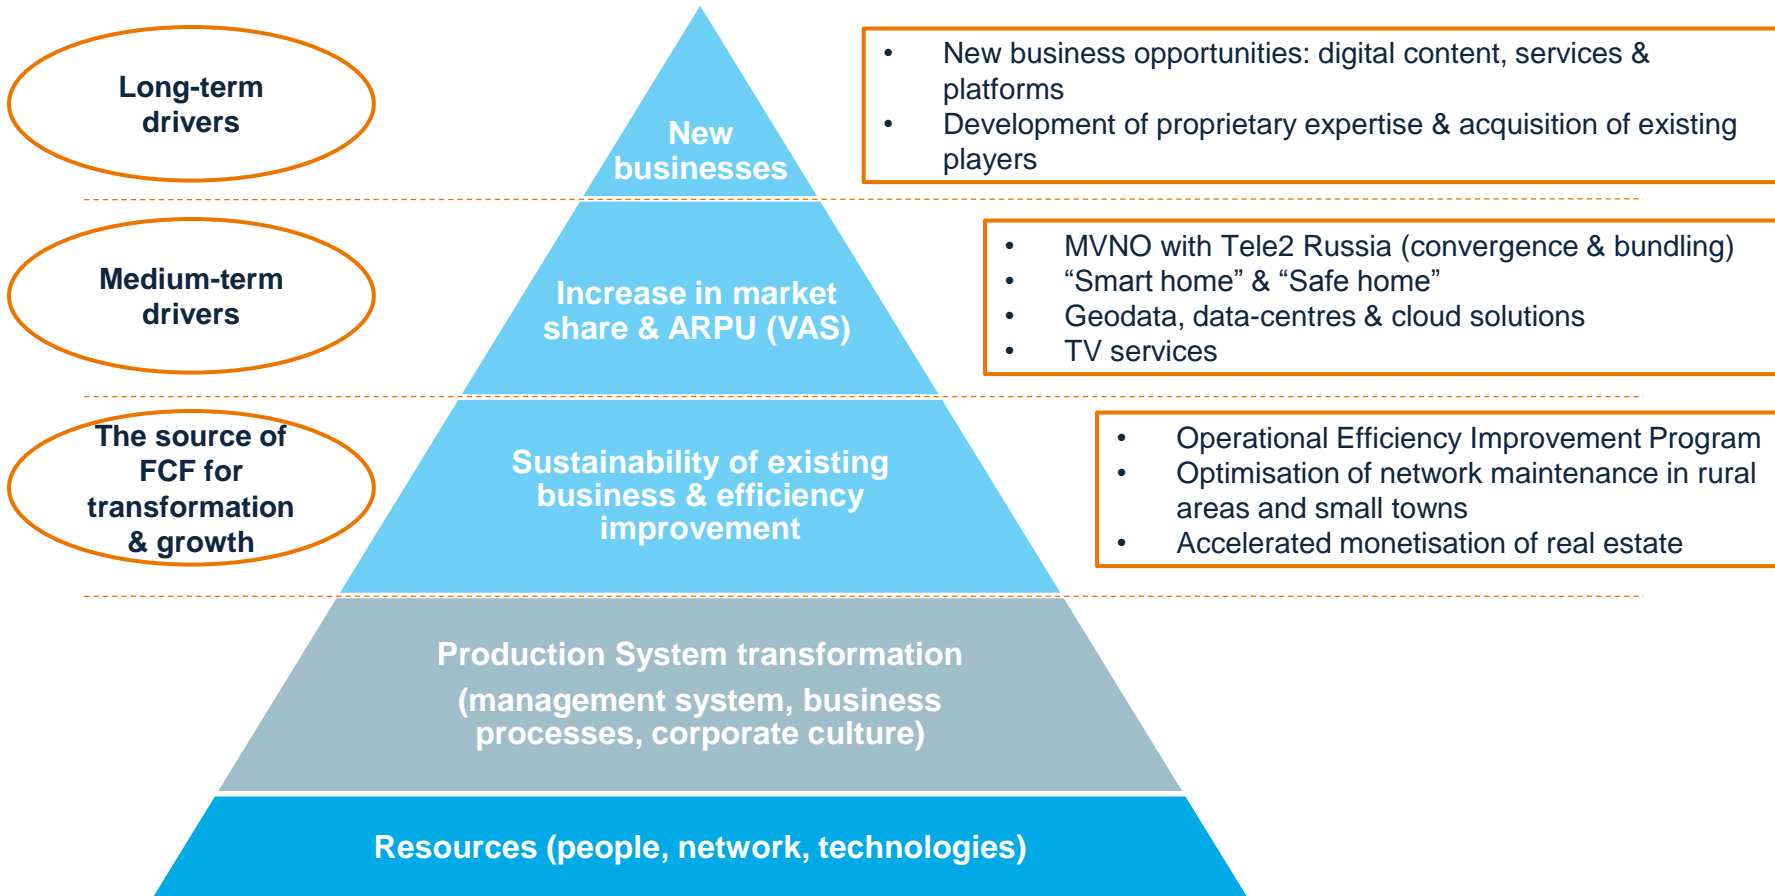 Long-term
drivers
New
businesses
• New business opportunities: digital content, services &
platforms
• Development of proprietary expertise & acquisition of existing
players
Medium-term
drivers
Increase in market
share & ARPU (VAS)
• MVNO with Tele2 Russia (convergence & bundling)
• “Smart home” & “Safe home”
• Geodata, data-centres & cloud solutions
• TV services
The source of
FCF for
transformation
& growth
Sustainability of existing
business & efficiency
improvement
• Operational Efficiency Improvement Program
• Optimisation of network maintenance in rural
areas and small towns
• Accelerated monetisation of real estate
Production System transformation
(management system, business
processes, corporate culture)
Resources (people, network, technologies)